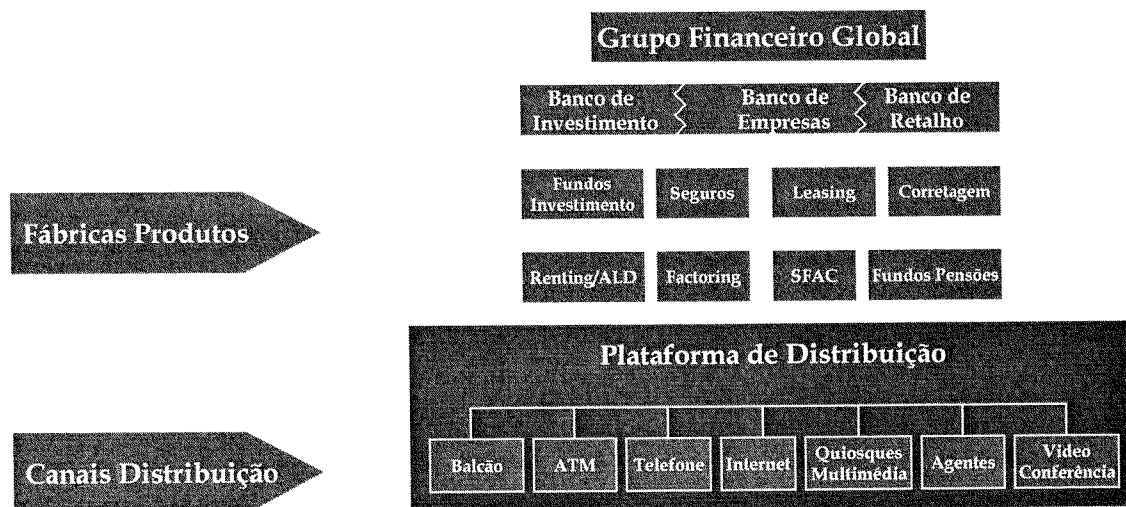 Grupo Financeiro Global
Banco de
Investimento
Banco de
Empresas
Banco de
Retalho
Fábricas Produtos
Fundos
Investimento
Seguros
Leasing
Corretagem
Renting/ALD
Factoring
SFAC
Fundos Pensões
Plataforma de Distribuição
Canais Distribuição
Balcão
ATM
Telefone
Internet
Quiosques
Multimédia
Agentes
Vídeo
Conferência